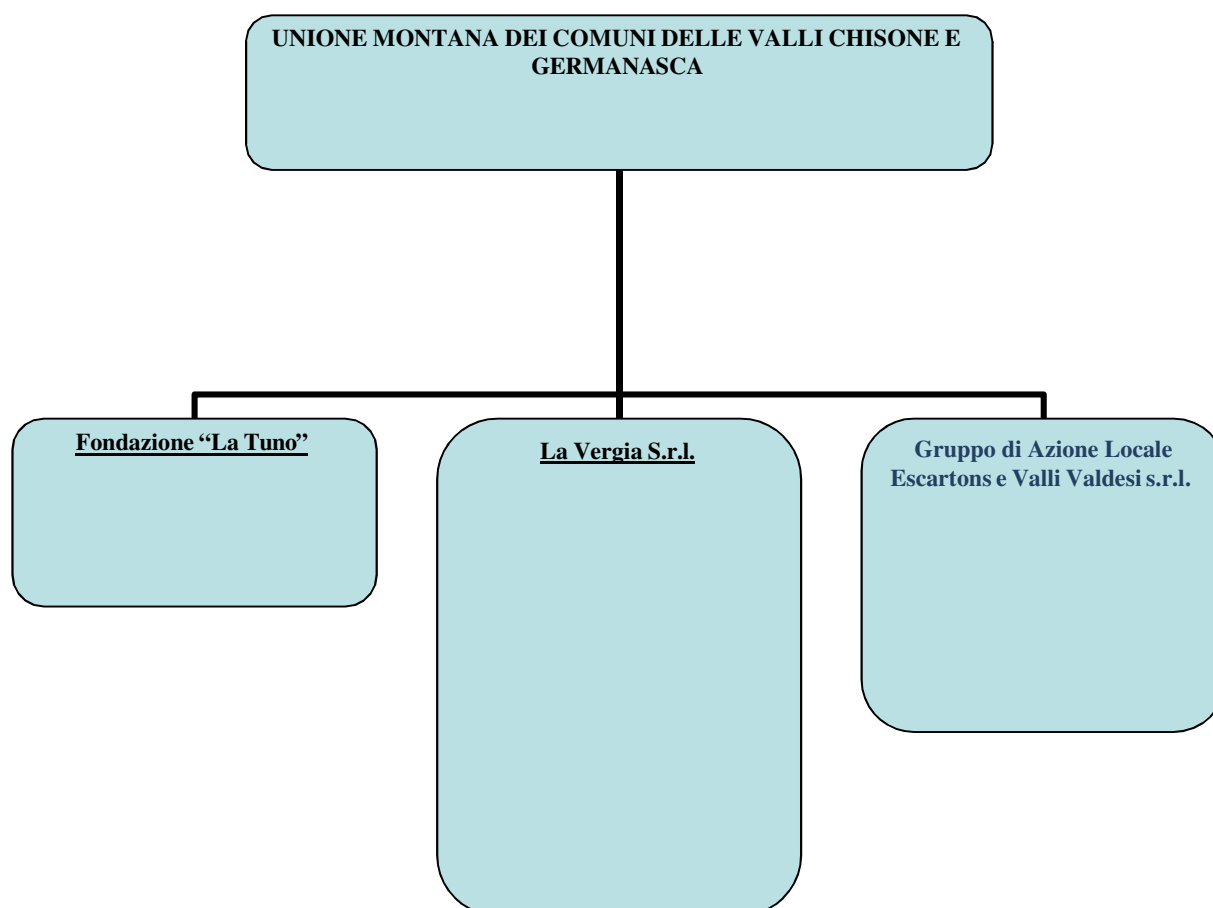 UNIONE MONTANA DEI COMUNI DELLE VALLI CHISONE E
GERMANASCA
Fondazione “La Tuno”
La Vergia S.r.l.
Gruppo di Azione Locale
Escartons e Valli Valdesi s.r.l.